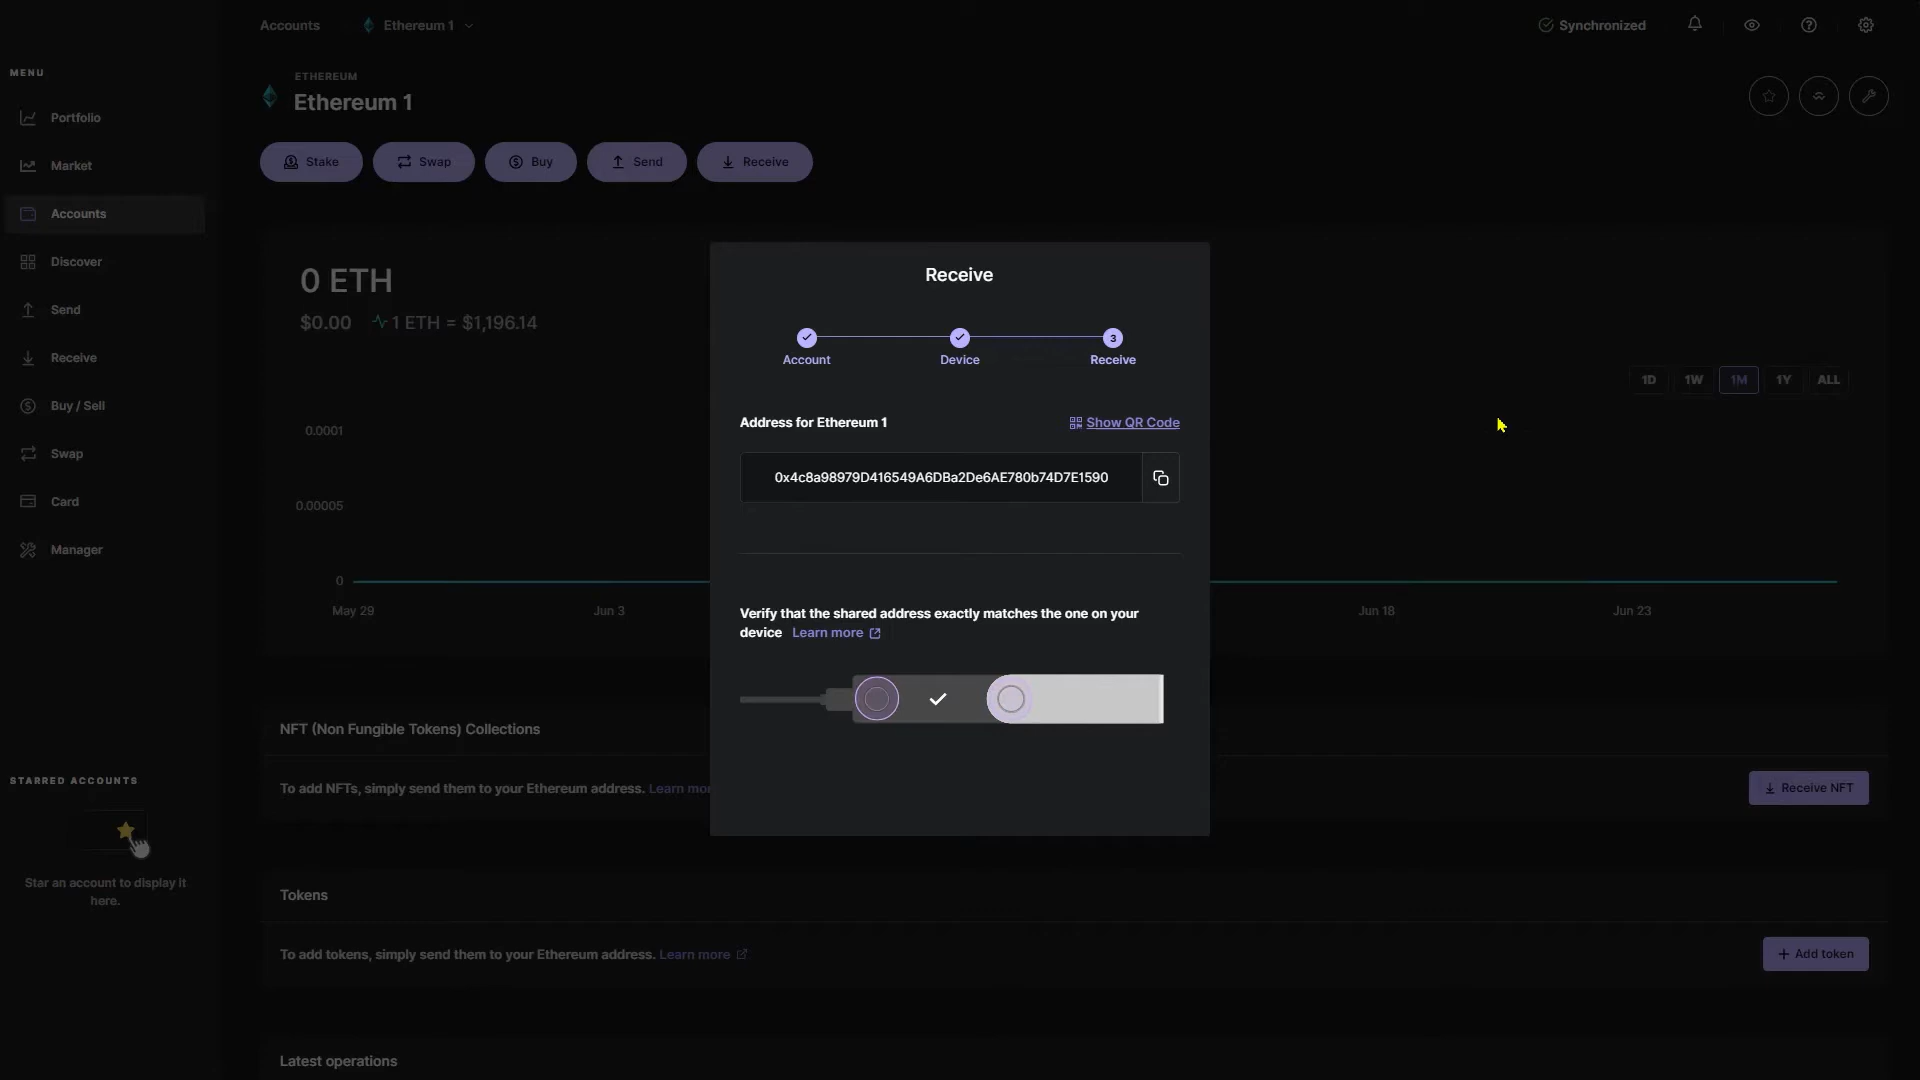 Accounts
Ethereum 1
Synchronized
MENU
Portfolio
Market
Accounts
Discover
Send
Receive
Buy / Sell
Swap
Card
Manager
STARRED ACCOUNTS
Star an account to display it
here.
ETHEREUM
Ethereum 1
Stake
Swap
Buy
Send
Receive
0 ETH
$0.00
1 ETH = $1,196.14
1D
1W
1M
1Y
ALL
0.0001
0.00005
0
May 29
Jun 3
Jun 18
Jun 23
Receive
Account
Device
3
Receive
Address for Ethereum 1
Show QR Code
0x4c8a98979D416549A6DBa2De6AE780b74D7E1590
Verify that the shared address exactly matches the one on your
device Learn more
NFT (Non Fungible Tokens) Collections
To add NFTs, simply send them to your Ethereum address. Learn mor
Receive NFT
Tokens
To add tokens, simply send them to your Ethereum address. Learn more
Add token
Latest operations